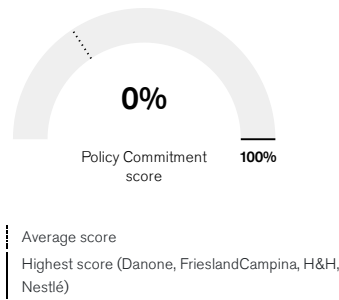 0%
Policy Commitment 100%
score
Average score
Highest score (Danone, FrieslandCampina, H&H,
Nestlé)